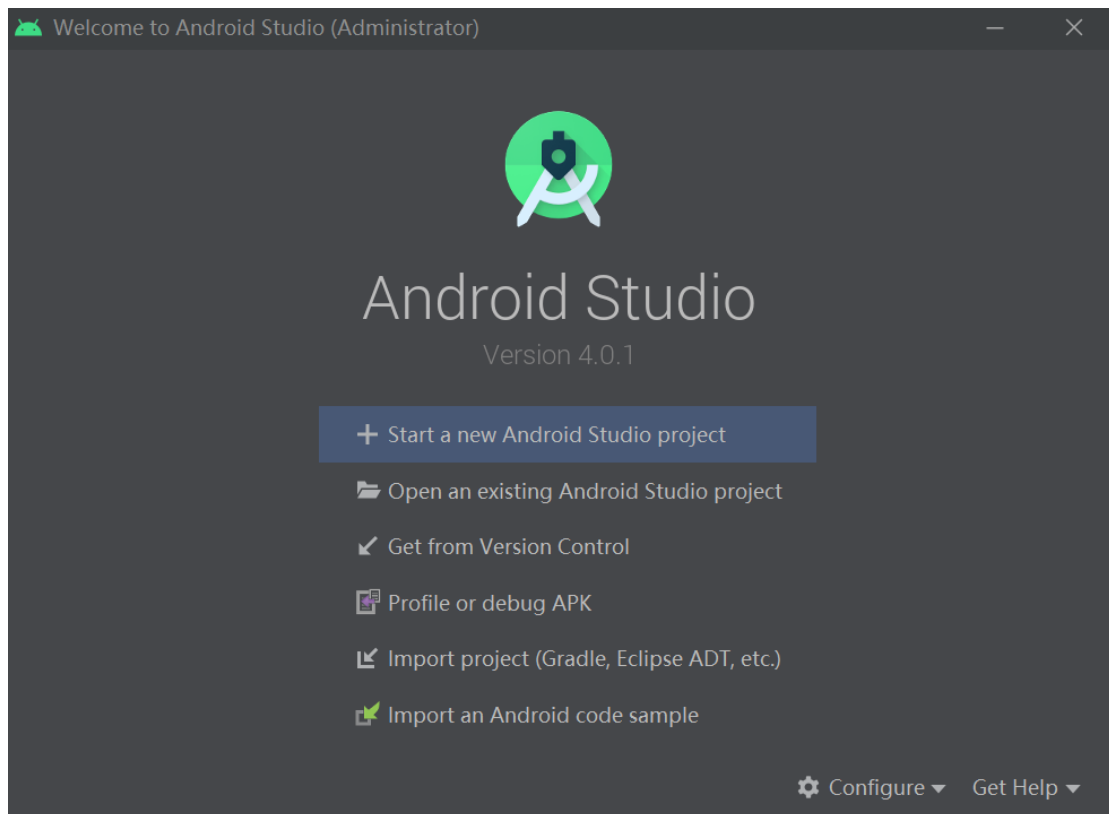 Welcome to Android Studio (Administrator)
Android Studio
Version 4.0.1
Start a new Android Studio project
Open an existing Android Studio project
Get from Version Control
Profile or debug APK
Import project (Gradle, Eclipse ADT, etc.)
Import an Android code sample
Configure Get Help